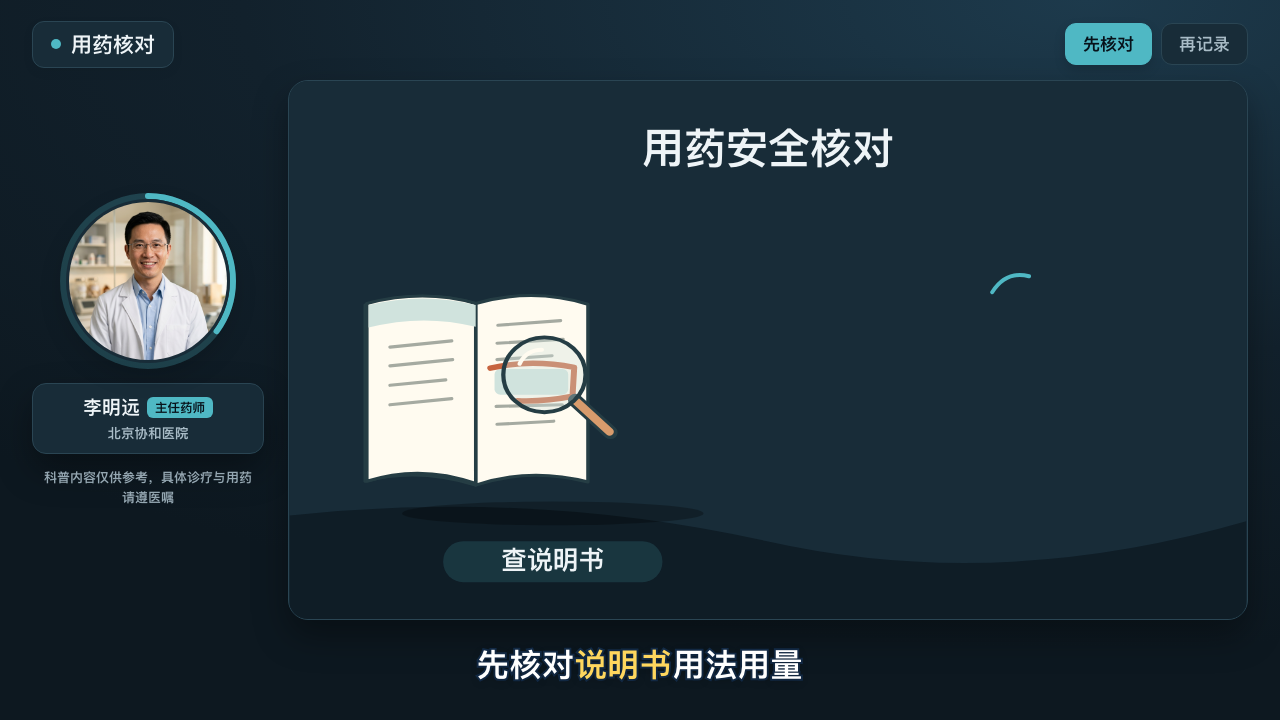 用药核对
先核对
再记录
用药安全核对
李明远 主任药师
北京协和医院
科普内容仅供参考，具体诊疗与用药
请遵医嘱
查说明书
先核对说明书用法用量